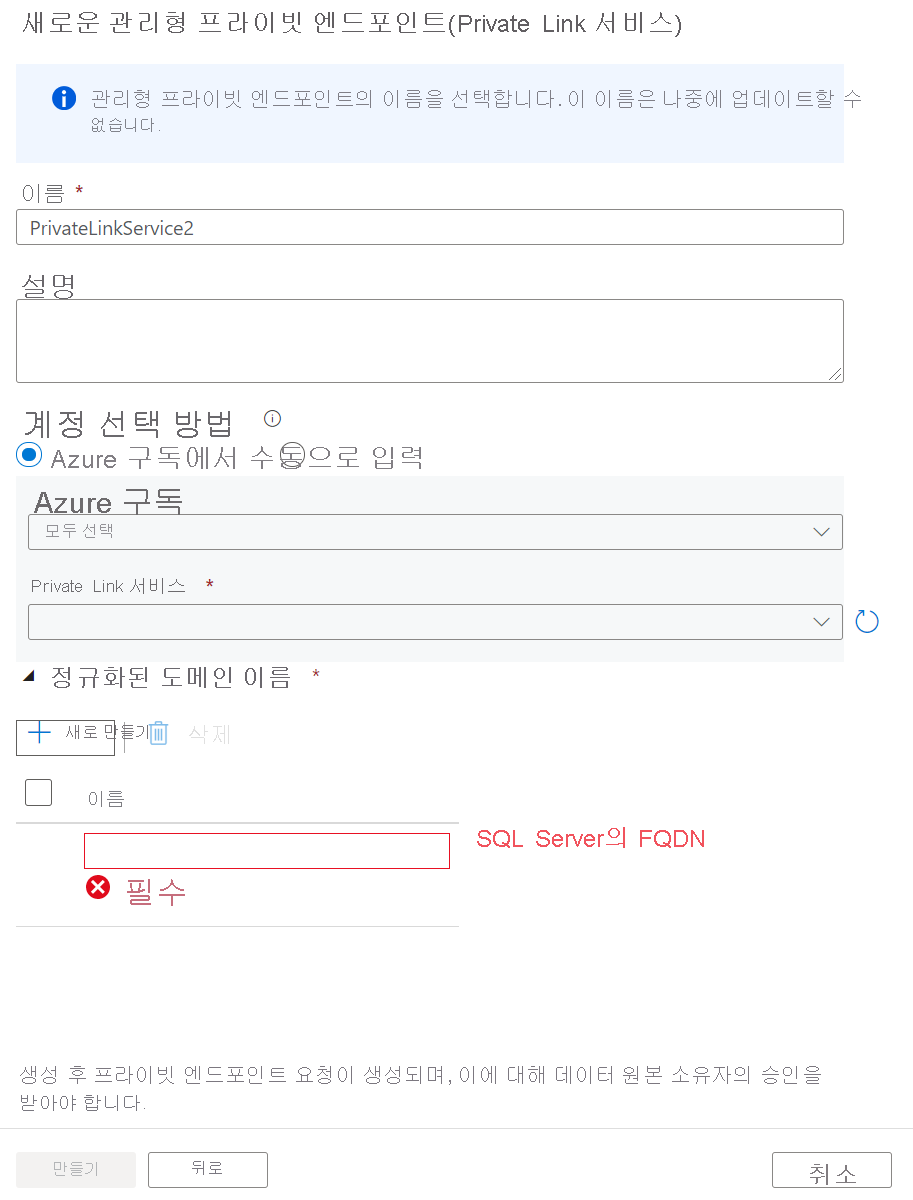 새로운 관리형 프라이빗 엔드포인트(Private Link 서비스)
관리형 프라이빗 엔드포인트의 이름을 선택합니다. 이 이름은 나중에 업데이트할 수
없습니다.
이름 *
PrivateLinkService2
설명
계정 선택 방법
Azure 구독에서 수동으로 입력
Azure 구독
모두 선택
Private Link 서비스 *
정규화된 도메인 이름 *
새로 만들기 | 삭제
이름
SQL Server의 FQDN
필수
생성 후 프라이빗 엔드포인트 요청이 생성되며, 이에 대해 데이터 원본 소유자의 승인을
받아야 합니다.
만들기 뒤로 취소